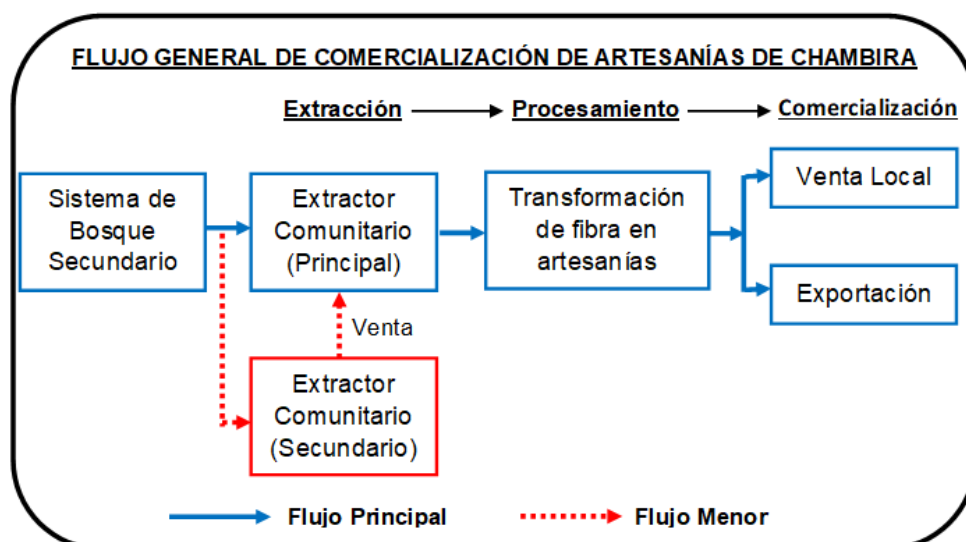 FLUJO GENERAL DE COMERCIALIZACIÓN DE ARTESANÍAS DE CHAMBIRA
Extracción
Procesamiento
Comercialización
Sistema de
Bosque
Secundario
Extractor
Comunitario
(Principal)
Transformación
de fibra en
artesanías
Venta Local
Exportación
Venta
Extractor
Comunitario
(Secundario)
Flujo Principal
Flujo Menor